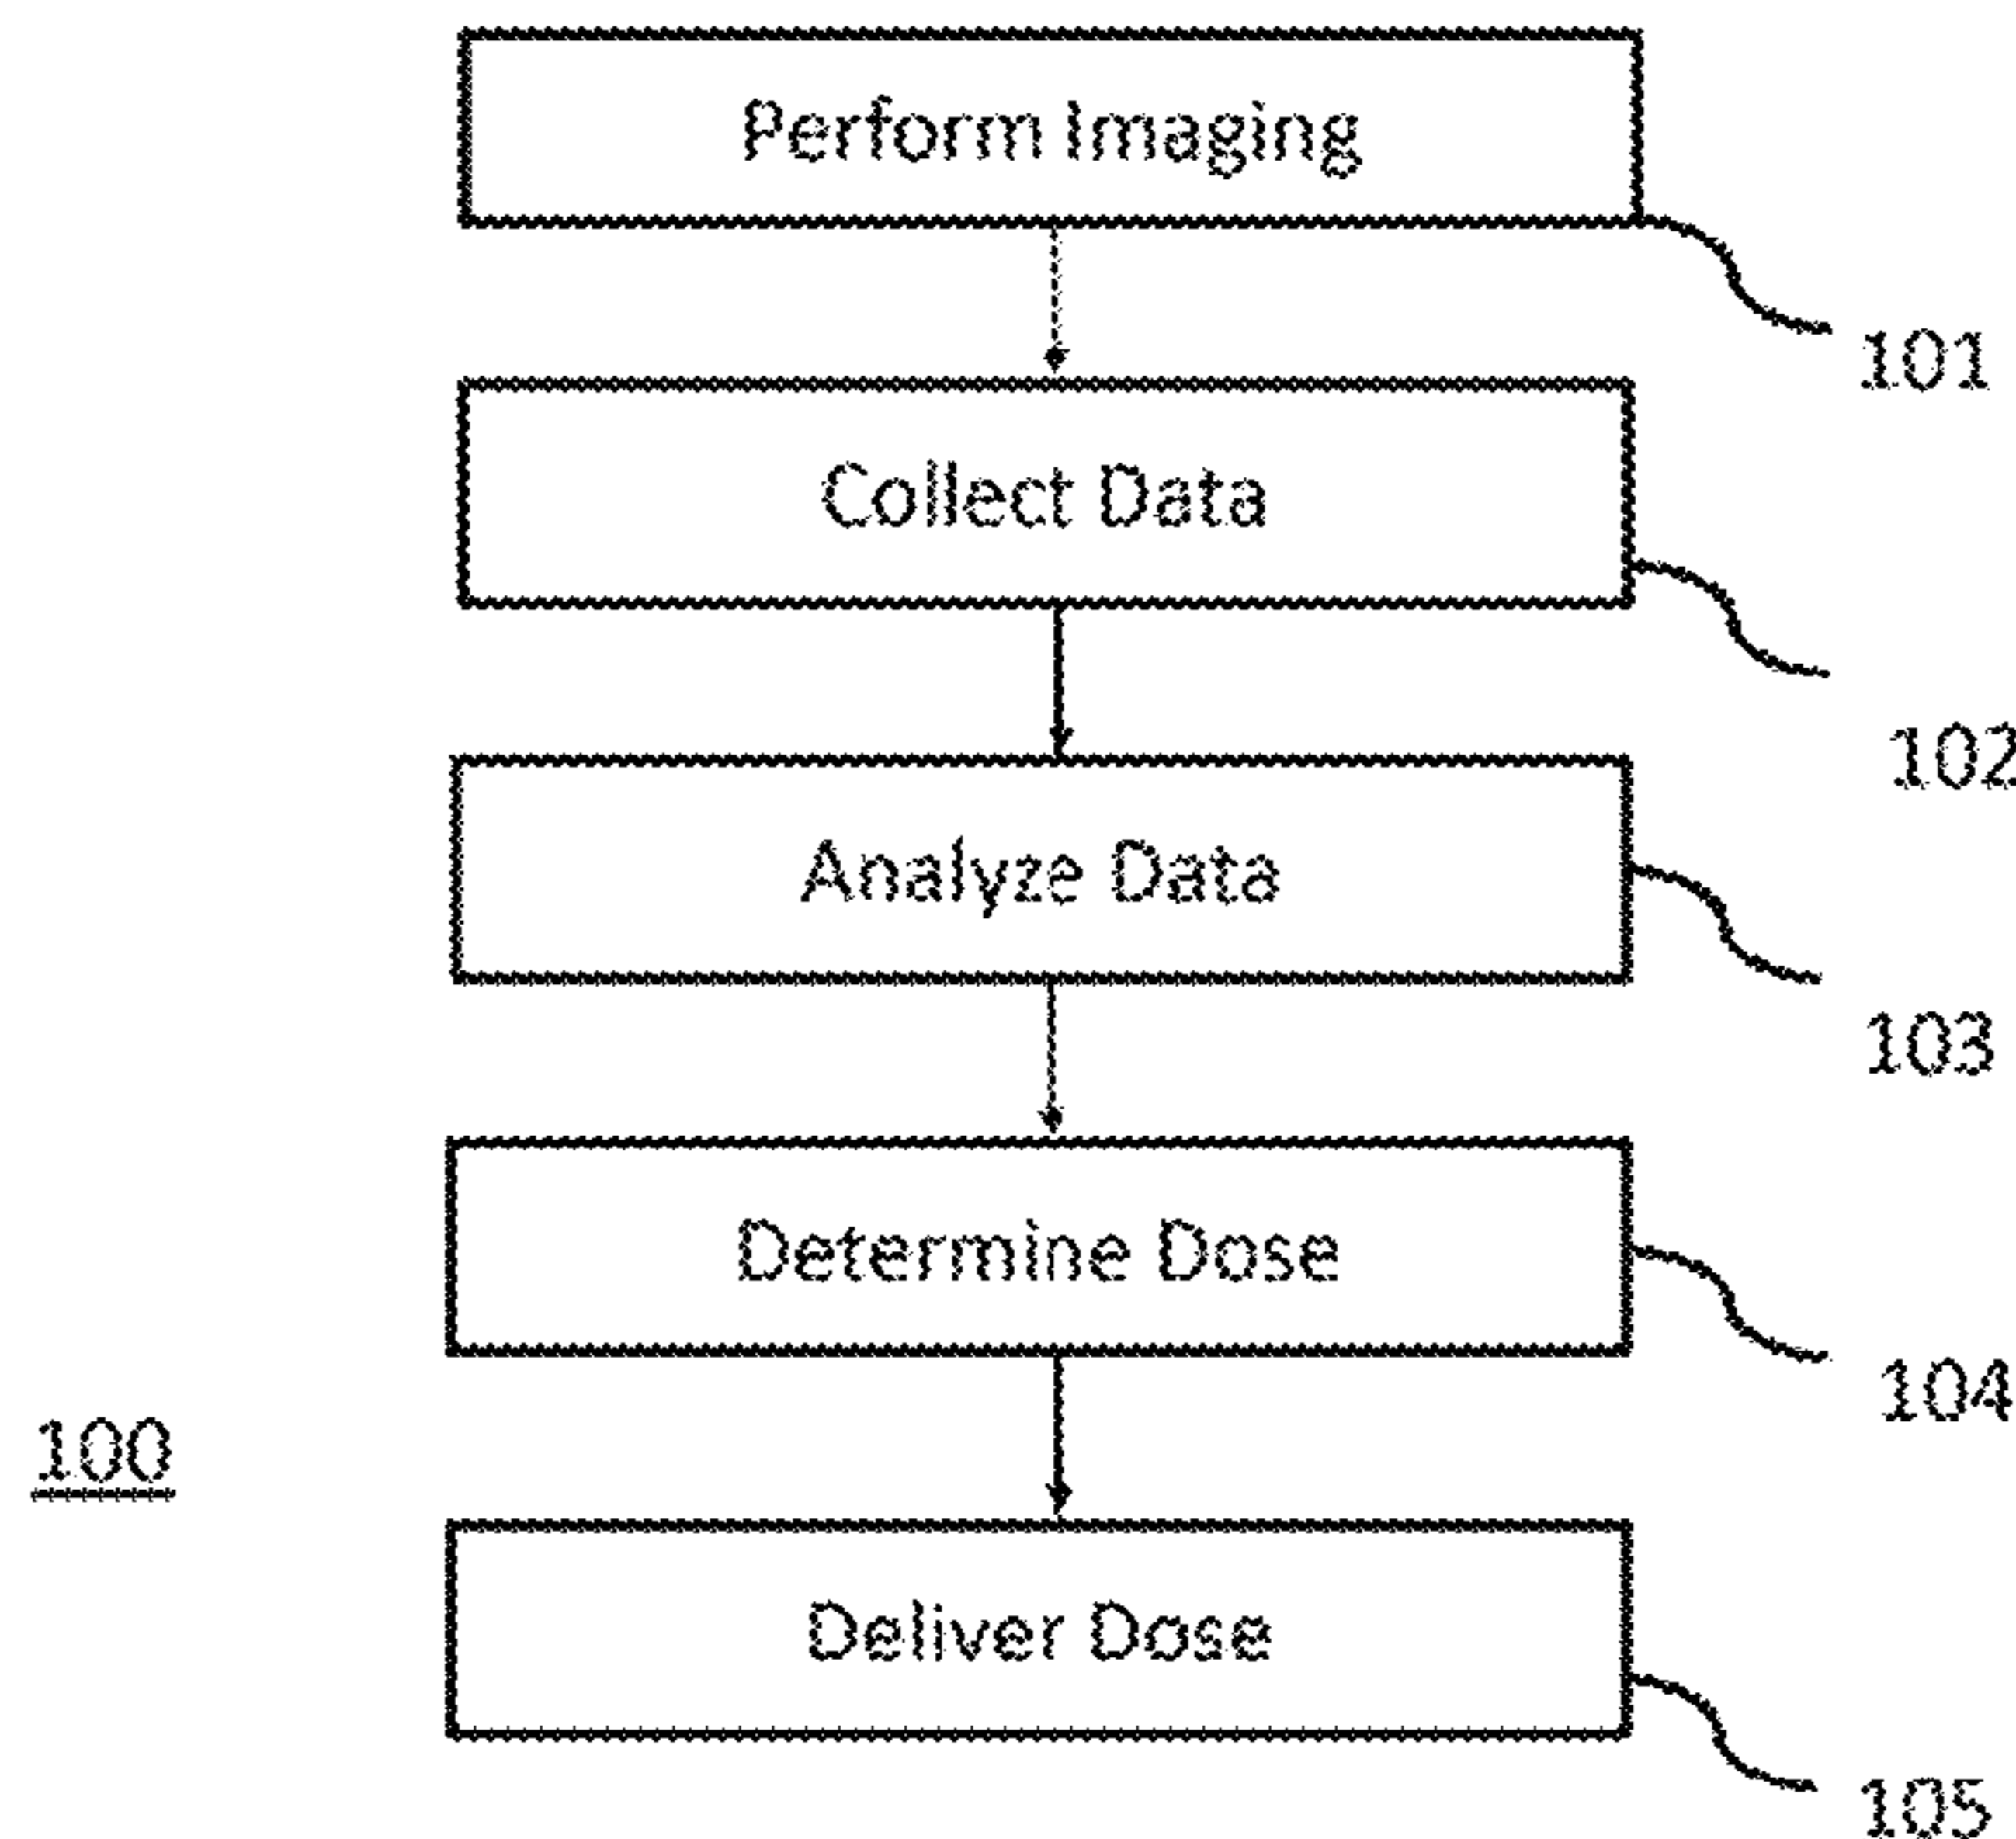 Perform Imaging
101
Collect Data
102
Analyze Data
103
Determine Dose
104
100
Deliver Dose
105